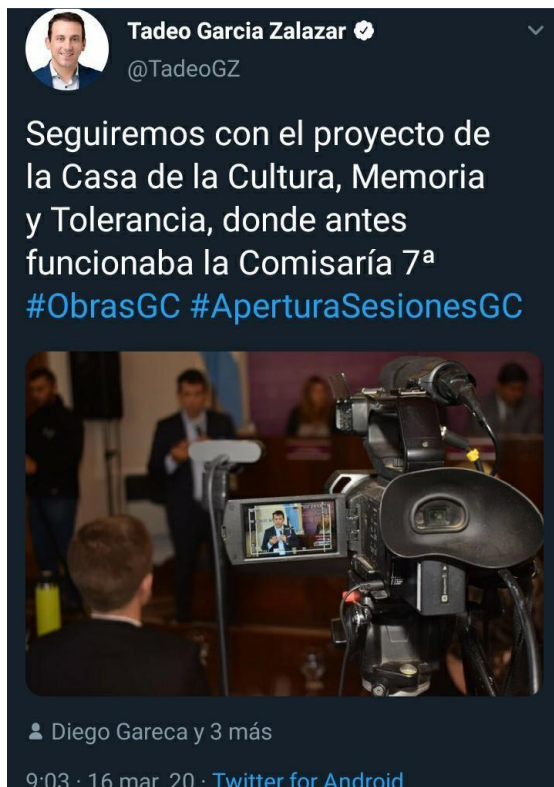 Tadeo Garcia Zalazar
@TadeoGZ
Seguiremos con el proyecto de
la Casa de la Cultura, Memoria
y Tolerancia, donde antes
funcionaba la Comisaría 7ª
#ObrasGC #AperturaSesionesGC
Diego Gareca y 3 más
9:03 · 16 mar. 20 · Twitter for Android